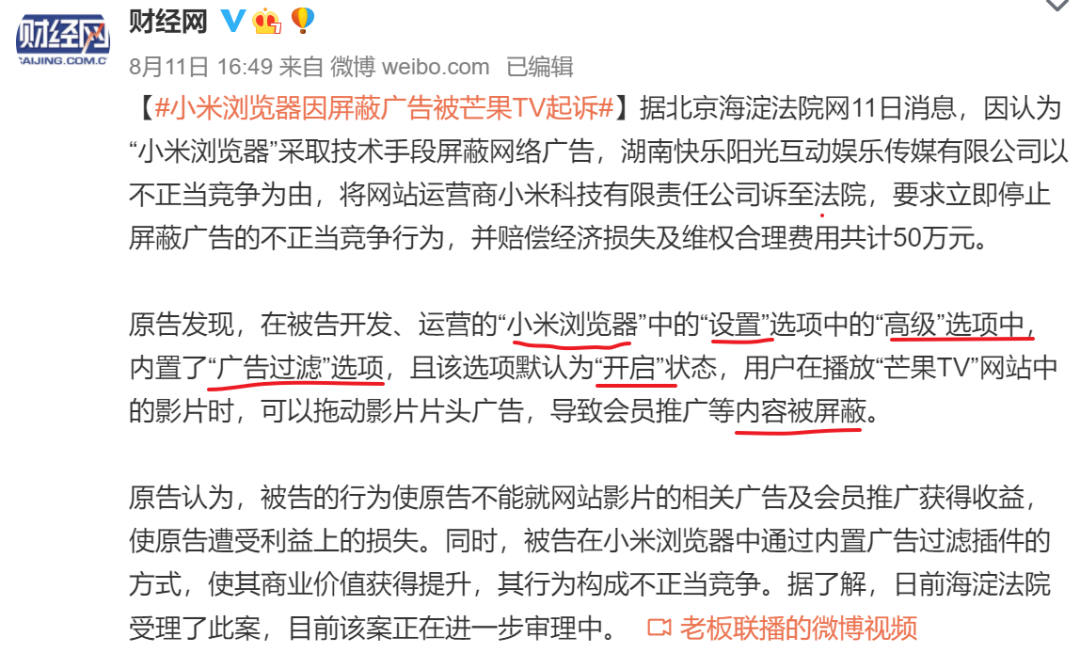 财经网
财经网
CAIJING.COM.C
8月11日 16:49 来自 微博 weibo.com 已编辑
【#小米浏览器因屏蔽广告被芒果TV起诉#】据北京海淀法院网11日消息，因认为
“小米浏览器”采取技术手段屏蔽网络广告，湖南快乐阳光互动娱乐传媒有限公司以
不正当竞争为由，将网站运营商小米科技有限责任公司诉至法院，要求立即停止
屏蔽广告的不正当竞争行为，并赔偿经济损失及维权合理费用共计50万元。
原告发现，在被告开发、运营的“小米浏览器”中的“设置”选项中的“高级”选项中，
内置了“广告过滤”选项，且该选项默认为“开启”状态，用户在播放“芒果TV”网站中
的影片时，可以拖动影片片头广告，导致会员推广等内容被屏蔽。
原告认为，被告的行为使原告不能就网站影片的相关广告及会员推广获得收益，
使原告遭受利益上的损失。同时，被告在小米浏览器中通过内置广告过滤插件的
方式，使其商业价值获得提升，其行为构成不正当竞争。据了解，日前海淀法院
受理了此案，目前该案正在进一步审理中。 老板联播的微博视频